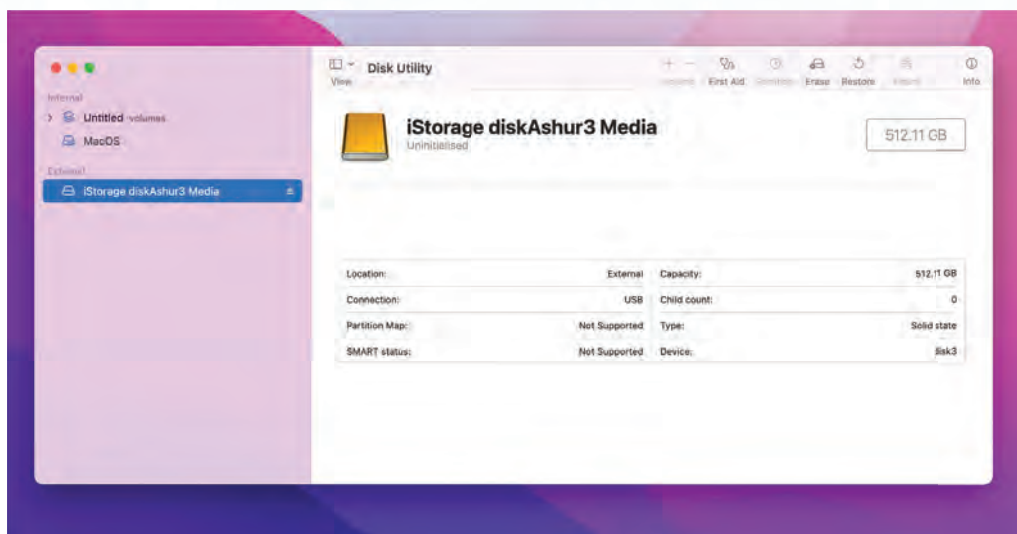 View
Disk Utility
First Aid
Erase
Restore
Info
Internal
Untitled volumes
MacOS
External
iStorage diskAshur3 Media
iStorage diskAshur3 Media
Uninitialised
512.11 GB
Location: External
Capacity: 512.11 GB
Connection: USB
Child count: 0
Partition Map: Not Supported
Type: Solid state
SMART status: Not Supported
Device: disk3